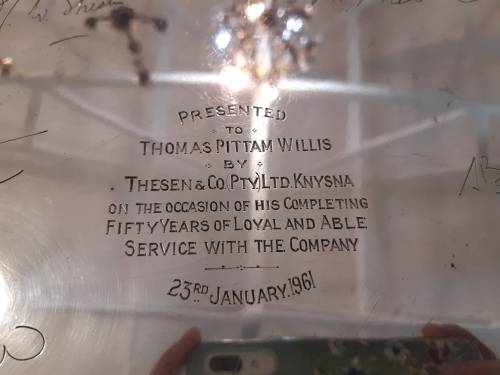 PRESENTED
TO
THOMAS PITTAM WILLIS
BY
THESEN & CO. (PTY) LTD. KNYSNA
ON THE OCCASION OF HIS COMPLETING
FIFTY YEARS OF LOYAL AND ABLE
SERVICE WITH THE COMPANY
23RD JANUARY. 1961